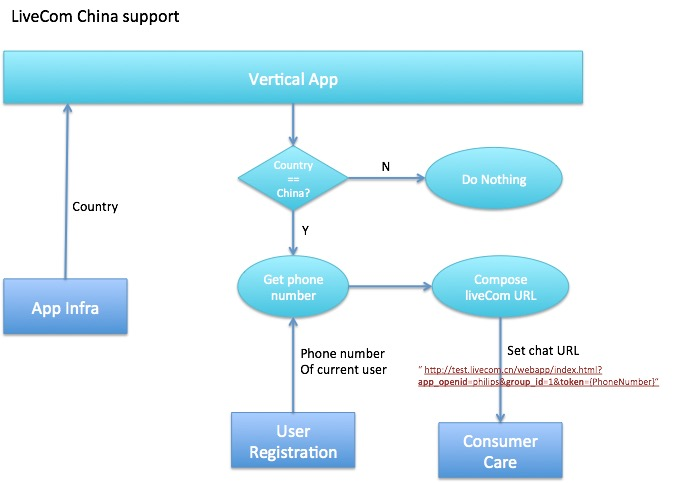 LiveCom China support
Vertical App
Country
==
China?
N
Do Nothing
Country
Y
Get phone
number
Compose
liveCom URL
App Infra
Phone number
Of current user
Set chat URL
“ http://test.livecom.cn/webapp/index.html?
app_openid=philips&group_id=1&token={PhoneNumber}”
User
Registration
Consumer
Care